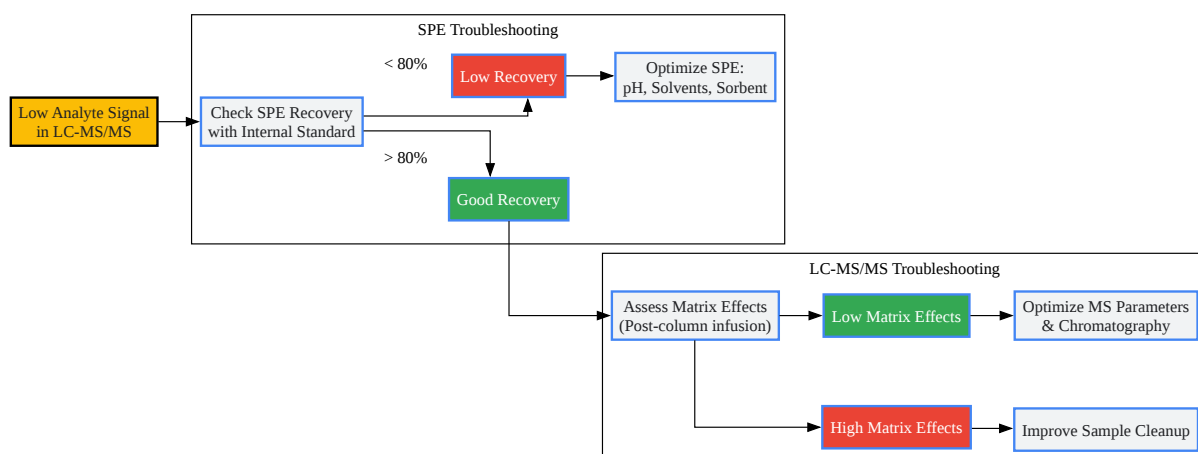 SPE Troubleshooting
Low Analyte Signal
in LC-MS/MS
Check SPE Recovery
with Internal Standard
< 80%
Low Recovery
Optimize SPE:
pH, Solvents, Sorbent
> 80%
Good Recovery
LC-MS/MS Troubleshooting
Assess Matrix Effects
(Post-column infusion)
Low Matrix Effects
Optimize MS Parameters
& Chromatography
High Matrix Effects
Improve Sample Cleanup